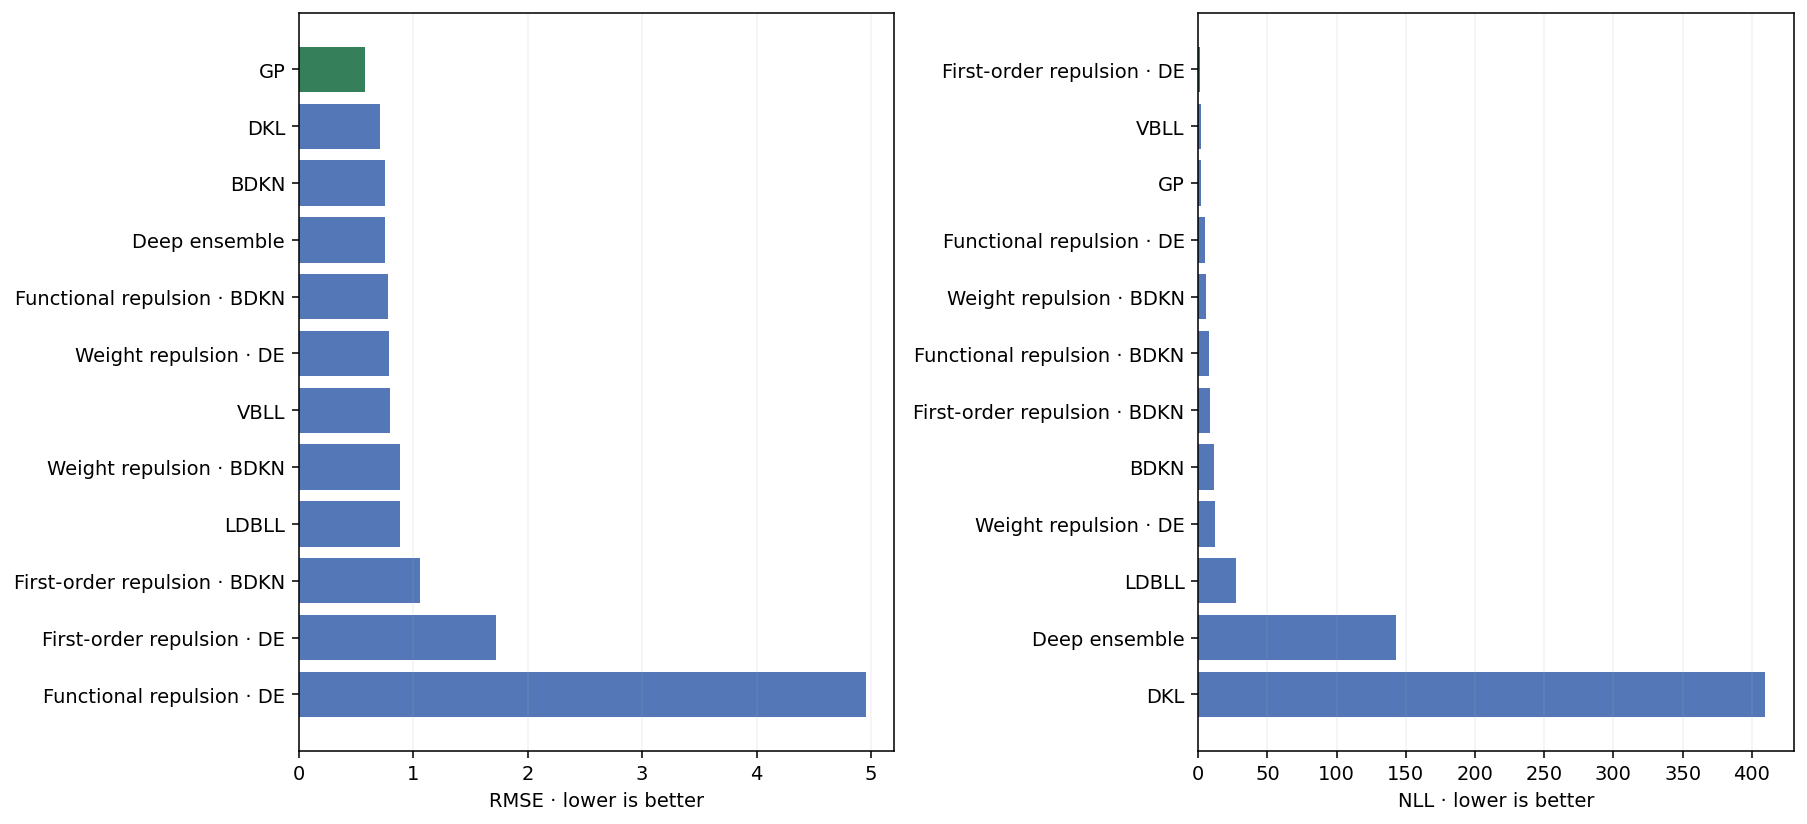 GP
DKL
BDKN
Deep ensemble
Functional repulsion · BDKN
Weight repulsion · DE
VBLL
Weight repulsion · BDKN
LDBLL
First-order repulsion · BDKN
First-order repulsion · DE
Functional repulsion · DE
0 1 2 3 4 5
RMSE · lower is better
First-order repulsion · DE
VBLL
GP
Functional repulsion · DE
Weight repulsion · BDKN
Functional repulsion · BDKN
First-order repulsion · BDKN
BDKN
Weight repulsion · DE
LDBLL
Deep ensemble
DKL
0 50 100 150 200 250 300 350 400
NLL · lower is better